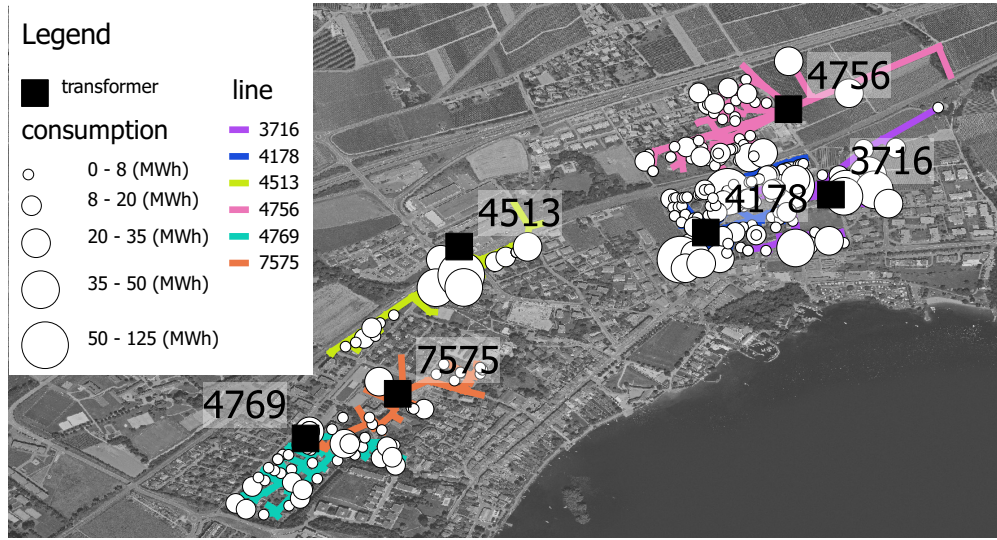 Legend
transformer
consumption
0 - 8 (MWh)
8 - 20 (MWh)
20 - 35 (MWh)
35 - 50 (MWh)
50 - 125 (MWh)
line
3716
4178
4513
4756
4769
7575
4756
3716
4178
4513
7575
4769